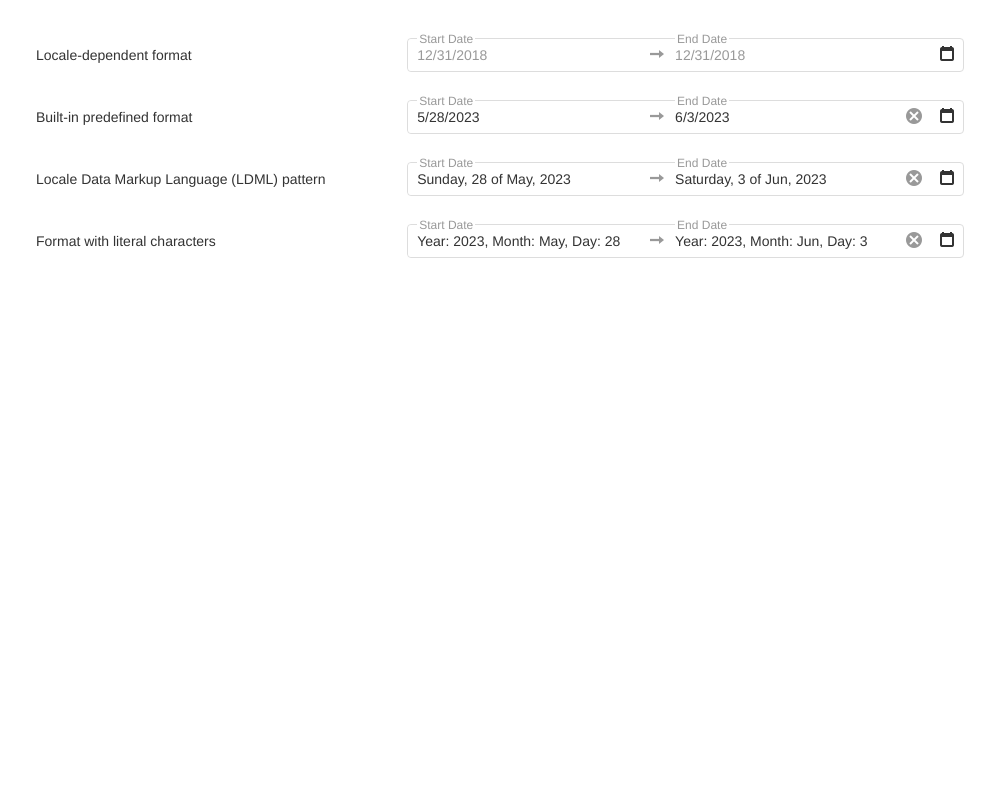 Start Date End Date
Locale-dependent format 12/31/2018 12/31/2018
Start Date End Date
Built-in predefined format 5/28/2023 6/3/2023
Start Date End Date
Locale Data Markup Language (LDML) pattern Sunday, 28 of May, 2023 Saturday, 3 of Jun, 2023
Start Date End Date
Format with literal characters Year: 2023, Month: May, Day: 28 Year: 2023, Month: Jun, Day: 3